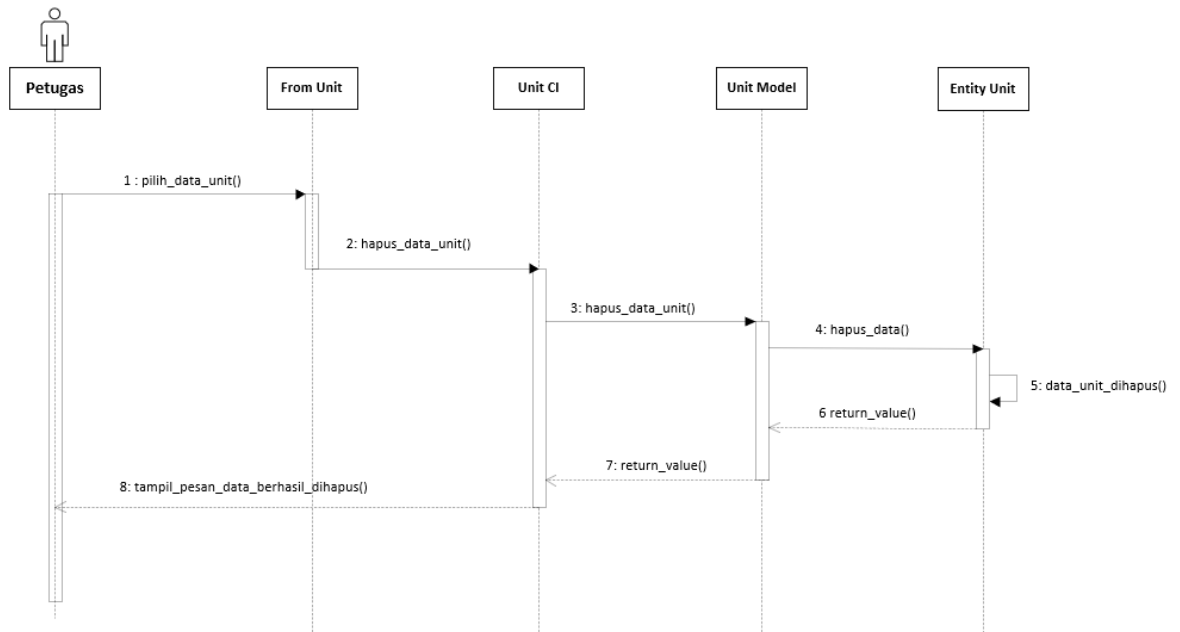 Petugas
From Unit
Unit CI
Unit Model
Entity Unit
1 : pilih_data_unit()
2: hapus_data_unit()
3: hapus_data_unit()
4: hapus_data()
5: data_unit_dihapus()
6 return_value()
7: return_value()
8: tampil_pesan_data_berhasil_dihapus()